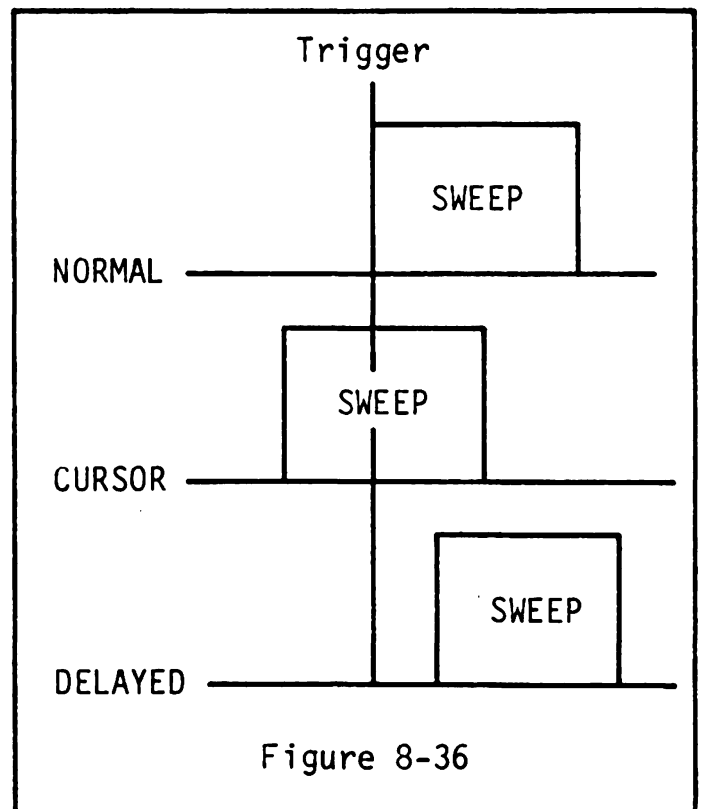 Trigger
SWEEP
NORMAL
SWEEP
CURSOR
SWEEP
DELAYED
Figure 8-36